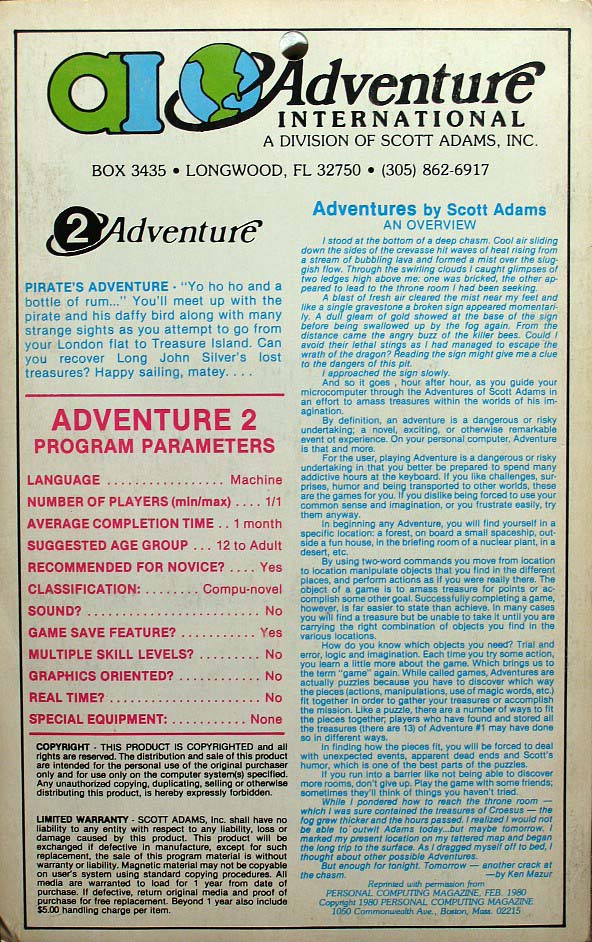 ai Adventure
INTERNATIONAL
A DIVISION OF SCOTT ADAMS, INC.
BOX 3435 • LONGWOOD, FL 32750 • (305) 862-6917
2 Adventure
PIRATE'S ADVENTURE - "Yo ho ho and a
bottle of rum..." You'll meet up with the
pirate and his daffy bird along with many
strange sights as you attempt to go from
your London flat to Treasure Island. Can
you recover Long John Silver's lost
treasures? Happy sailing, matey. . . .
ADVENTURE 2
PROGRAM PARAMETERS
LANGUAGE . . . . . . . . . . . . . . . . . Machine
NUMBER OF PLAYERS (min/max) . . . . 1/1
AVERAGE COMPLETION TIME . . 1 month
SUGGESTED AGE GROUP . . . 12 to Adult
RECOMMENDED FOR NOVICE? . . . . Yes
CLASSIFICATION: . . . . . . . . Compu-novel
SOUND? . . . . . . . . . . . . . . . . . . . . . . . . No
GAME SAVE FEATURE? . . . . . . . . . . . Yes
MULTIPLE SKILL LEVELS? . . . . . . . . . No
GRAPHICS ORIENTED? . . . . . . . . . . . . No
REAL TIME? . . . . . . . . . . . . . . . . . . . . . No
SPECIAL EQUIPMENT: . . . . . . . . . . . None
COPYRIGHT - THIS PRODUCT IS COPYRIGHTED and all
rights are reserved. The distribution and sale of this product
are intended for the personal use of the original purchaser
only and for use only on the computer system(s) specified.
Any unauthorized copying, duplicating, selling or otherwise
distributing this product, is hereby expressly forbidden.
LIMITED WARRANTY - SCOTT ADAMS, Inc. shall have no
liability to any entity with respect to any liability, loss or
damage caused by this product. This product will be
exchanged if defective in manufacture, except for such
replacement, the sale of this program material is without
warranty or liability. Magnetic material may not be copyable
on user's system using standard copying procedures. All
media are warranted to load for 1 year from date of
purchase. If defective, return original media and proof of
purchase for free replacement. Beyond 1 year also include
$5.00 handling charge per item.
Adventures by Scott Adams
AN OVERVIEW
I stood at the bottom of a deep chasm. Cool air sliding
down the sides of the crevasse hit waves of heat rising from
a stream of bubbling lava and formed a mist over the slug-
gish flow. Through the swirling clouds I caught glimpses of
two ledges high above me: one was bricked, the other ap-
peared to lead to the throne room I had been seeking.
A blast of fresh air cleared the mist near my feet and
like a single gravestone a broken sign appeared momentari-
ly. A dull gleam of gold showed at the base of the sign
before being swallowed up by the fog again. From the
distance came the angry buzz of the killer bees. Could I
avoid their lethal stings as I had managed to escape the
wrath of the dragon? Reading the sign might give me a clue
to the dangers of this pit.
I approached the sign slowly.
And so it goes , hour after hour, as you guide your
microcomputer through the Adventures of Scott Adams in
an effort to amass treasures within the worlds of his im-
agination.
By definition, an adventure is a dangerous or risky
undertaking; a novel, exciting, or otherwise remarkable
event ot experience. On your personal computer, Adventure
is that and more.
For the user, playing Adventure is a dangerous or risky
undertaking in that you better be prepared to spend many
addictive hours at the keyboard. If you like challenges, sur-
prises, humor and being transported to other worlds, these
are the games for you. If you dislike being forced to use your
common sense and imagination, or you frustrate easily, try
them anyway.
In beginning any Adventure, you will find yourself in a
specific location: a forest, on board a small spaceship, out-
side a fun house, in the briefing room of a nuclear plant, in a
desert, etc.
By using two-word commands you move from location
to location manipulate objects that you find in the different
places, and perform actions as if you were really there. The
object of a game is to amass treasure for points or ac-
complish some other goal. Successfully completing a game,
however, is far easier to state than achieve. In many cases
you will find a treasure but be unable to take it until you are
carrying the right combination of objects you find in the
various locations.
How do you know which objects you need? Trial and
error, logic and imagination. Each time you try some action,
you learn a little more about the game. Which brings us to
the term "game" again. While called games, Adventures are
actually puzzles because you have to discover which way
the pieces (actions, manipulations, use of magic words, etc.)
fit together in order to gather your treasures or accomplish
the mission. Like a puzzle, there are a number of ways to fit
the pieces together; players who have found and stored all
the treasures (there are 13) of Adventure #1 may have done
so in different ways.
In finding how the pieces fit, you will be forced to deal
with unexpected events, apparent dead ends and Scott's
humor, which is one of the best parts of the puzzles.
If you run into a barrier like not being able to discover
more rooms, don't give up. Play the game with some friends;
sometimes they'll think of things you haven't tried.
While I pondered how to reach the throne room —
which I was sure contained the treasures of Croesus — the
fog grew thicker and the hours passed. I realized I would not
be able to outwit Adams today...but maybe tomorrow. I
marked my present location on my tattered map and began
the long trip to the surface. As I dragged myself off to bed, I
thought about other possible Adventures.
But enough for tonight. Tomorrow — another crack at
the chasm. —by Ken Mazur
Reprinted with permission from
PERSONAL COMPUTING MAGAZINE, FEB. 1980
Copyright 1980 PERSONAL COMPUTING MAGAZINE
1050 Commonwealth Ave., Boston, Mass. 02215